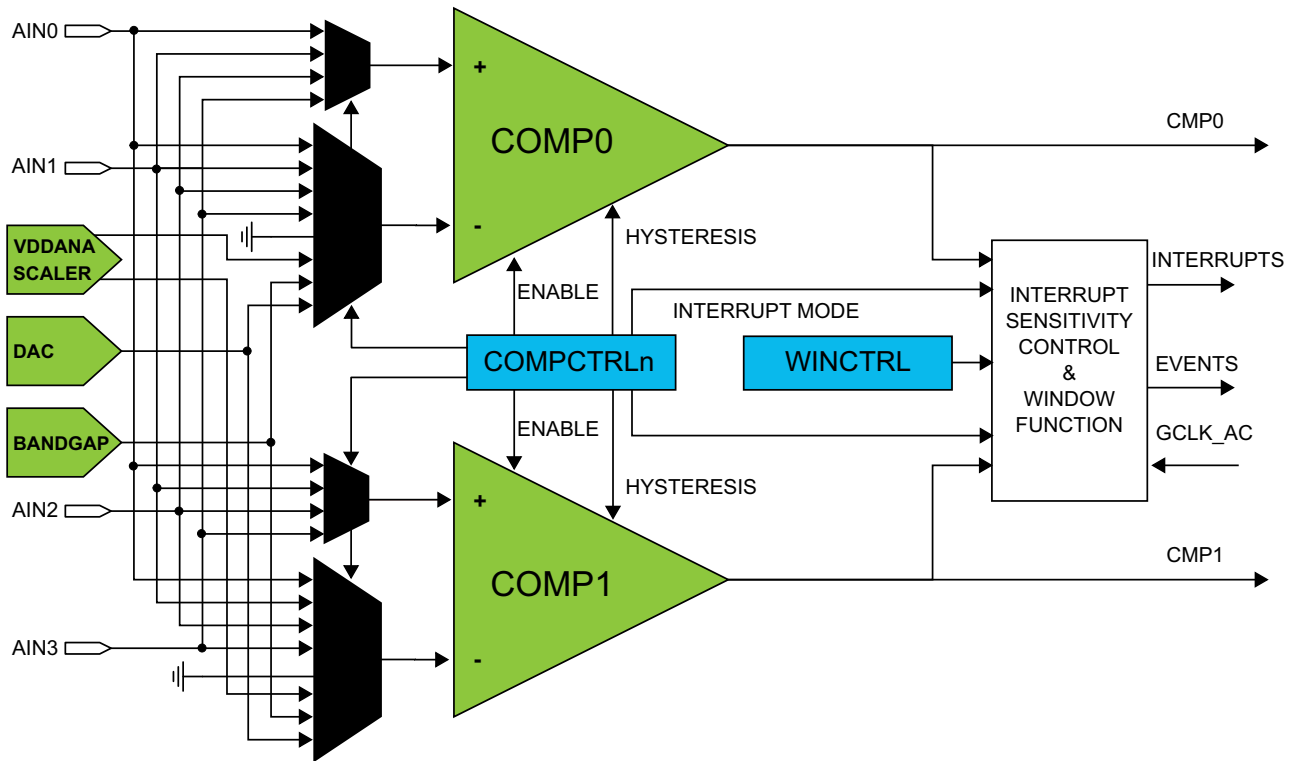 AIN0
+
COMP0
-
CMP0
AIN1
HYSTERESIS
VDDANA
SCALER
ENABLE
INTERRUPT MODE
INTERRUPT
SENSITIVITY
CONTROL
&
WINDOW
FUNCTION
INTERRUPTS
DAC
COMPCTRLn
WINCTRL
EVENTS
BANDGAP
ENABLE
GCLK_AC
HYSTERESIS
AIN2
+
COMP1
-
CMP1
AIN3